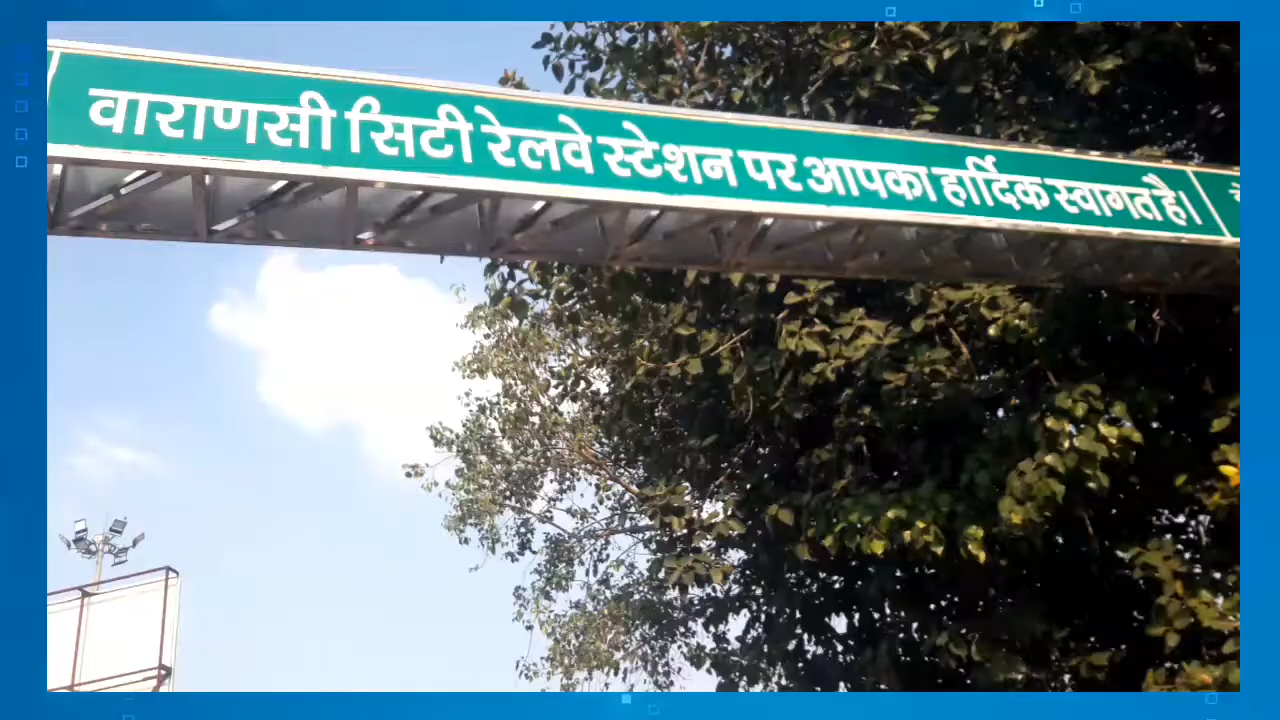 वाराणसी सिटी रेलवे स्टेशन पर आपका हार्दिक स्वागत है।